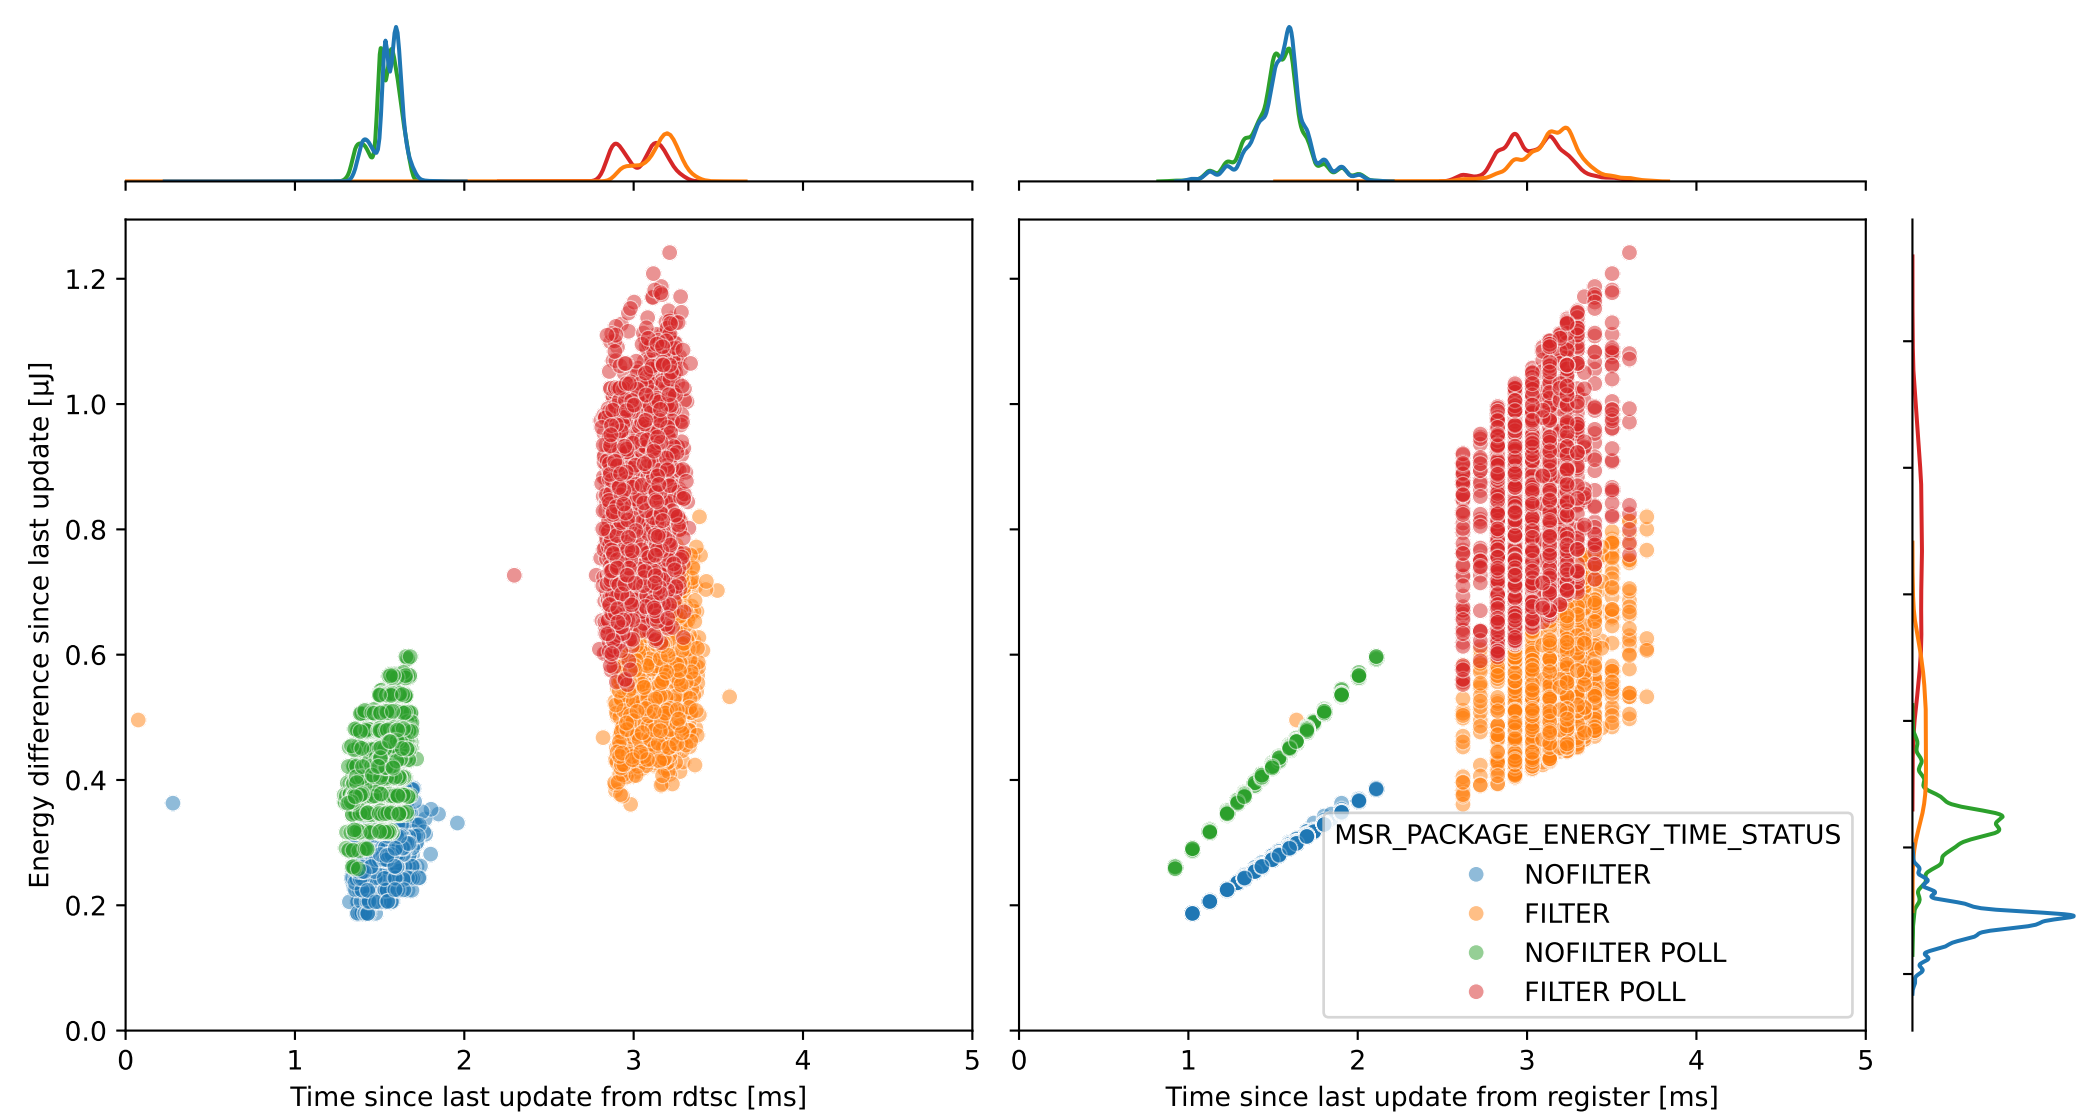 Energy difference since last update [µJ]
1.2
1.0
0.8
0.6
0.4
0.2
0.0
0 1 2 3 4 5
Time since last update from rdtsc [ms]
MSR_PACKAGE_ENERGY_TIME_STATUS
NOFILTER
FILTER
NOFILTER POLL
FILTER POLL
0 1 2 3 4 5
Time since last update from register [ms]